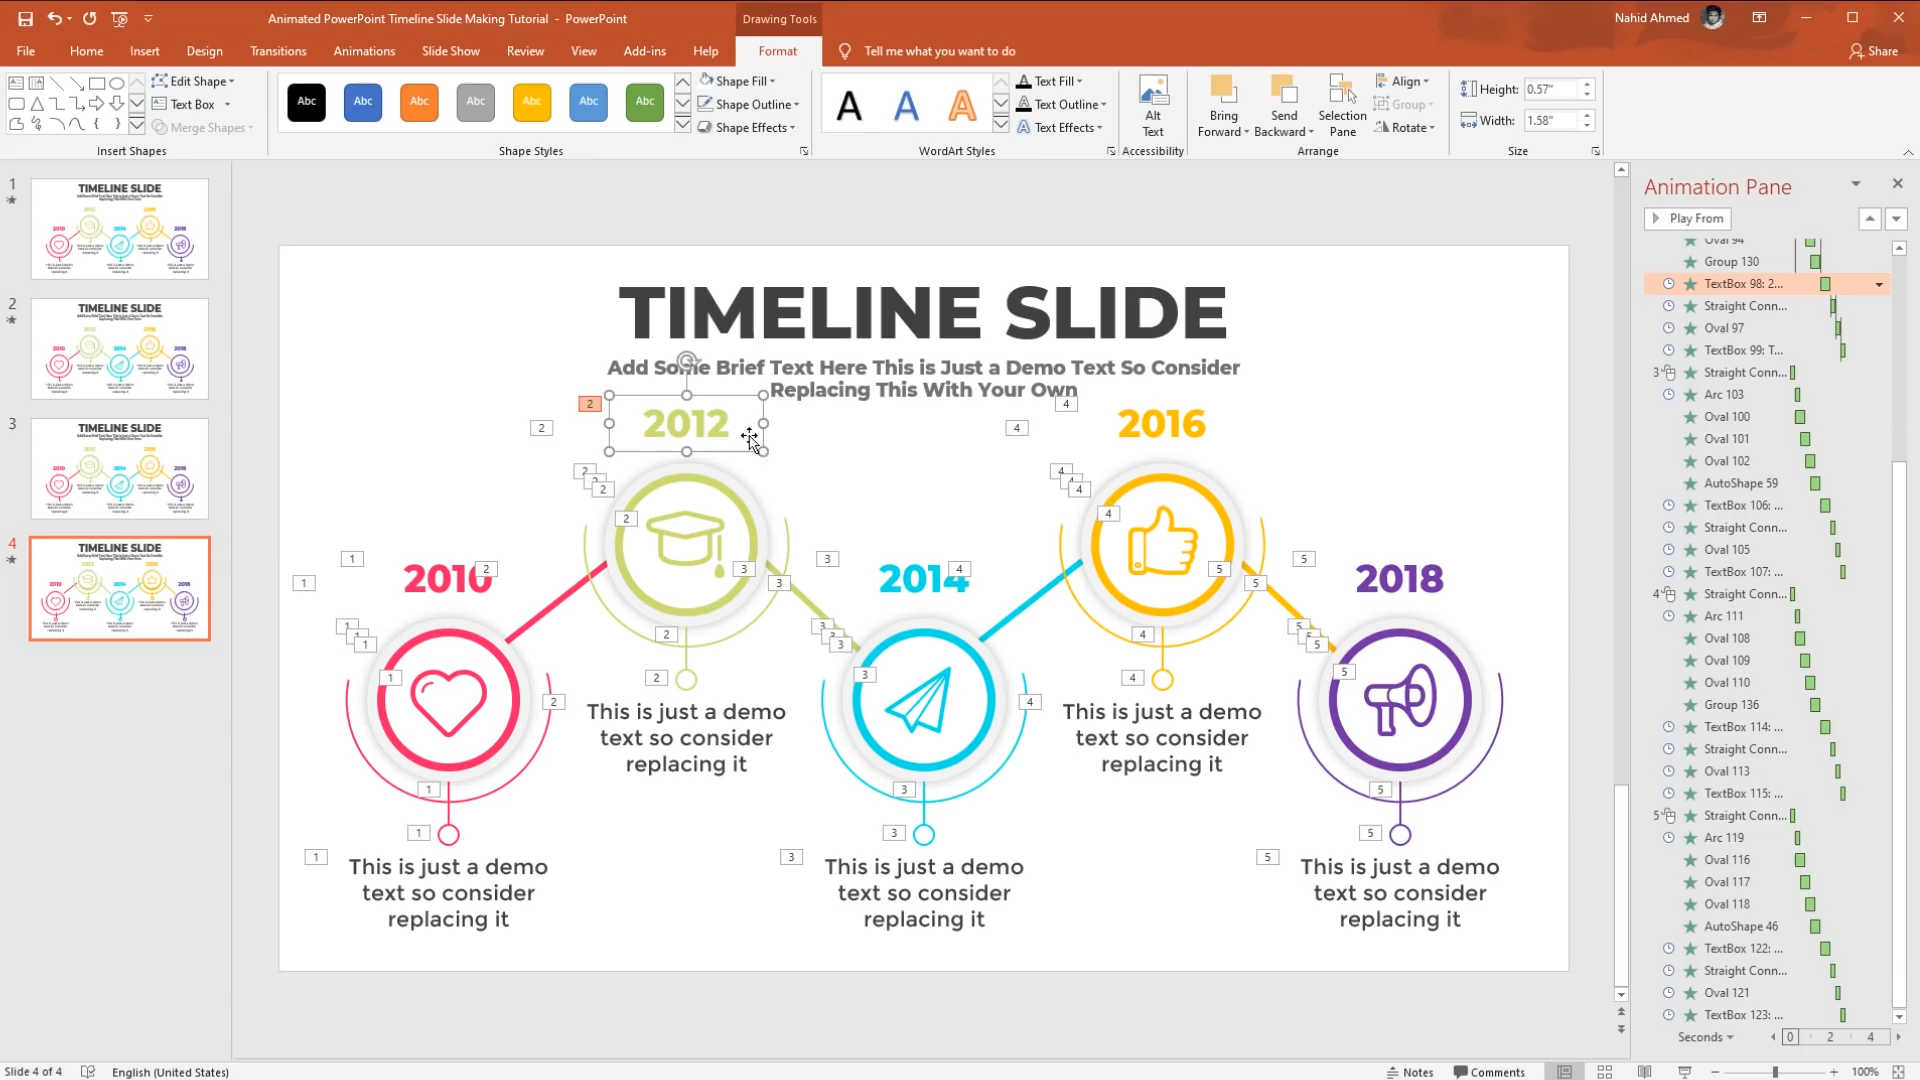 Animated PowerPoint Timeline Slide Making Tutorial - PowerPoint
Drawing Tools
Nahid Ahmed
File
Home
Insert
Design
Transitions
Animations
Slide Show
Review
View
Add-ins
Help
Format
Tell me what you want to do
Share
Edit Shape
Text Box
Merge Shapes
Insert Shapes
Abc
Abc
Abc
Abc
Abc
Abc
Abc
Shape Fill
Shape Outline
Shape Effects
Shape Styles
A
A
A
Text Fill
Text Outline
Text Effects
WordArt Styles
Alt
Text
Accessibility
Bring
Forward
Send
Backward
Selection
Pane
Align
Group
Rotate
Arrange
Height: 0.57"
Width: 1.58"
Size
1
2
3
4
TIMELINE SLIDE
Add Some Brief Text Here This is Just a Demo Text So Consider
Replacing This With Your Own
2012
2016
2010
2014
2018
This is just a demo
text so consider
replacing it
This is just a demo
text so consider
replacing it
This is just a demo
text so consider
replacing it
This is just a demo
text so consider
replacing it
This is just a demo
text so consider
replacing it
Animation Pane
Play From
Oval 94
Group 130
TextBox 98: 2...
Straight Conn...
Oval 97
TextBox 99: T...
3 Straight Conn...
Arc 103
Oval 100
Oval 101
Oval 102
AutoShape 59
TextBox 106: ...
Straight Conn...
Oval 105
TextBox 107: ...
4 Straight Conn...
Arc 111
Oval 108
Oval 109
Oval 110
Group 136
TextBox 114: ...
Straight Conn...
Oval 113
TextBox 115: ...
5 Straight Conn...
Arc 119
Oval 116
Oval 117
Oval 118
AutoShape 46
TextBox 122: ...
Straight Conn...
Oval 121
TextBox 123: ...
Seconds 0 2 4
Slide 4 of 4
English (United States)
Notes
Comments
100%